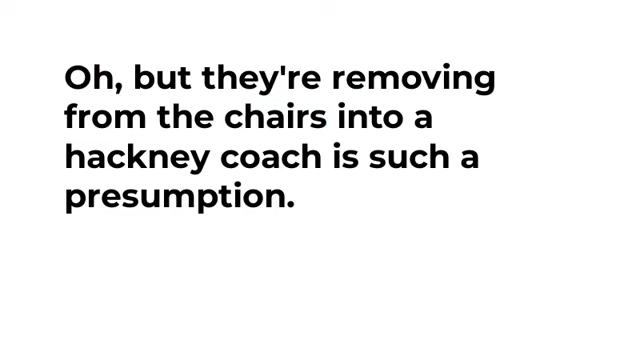 Oh, but they're removing
from the chairs into a
hackney coach is such a
presumption.